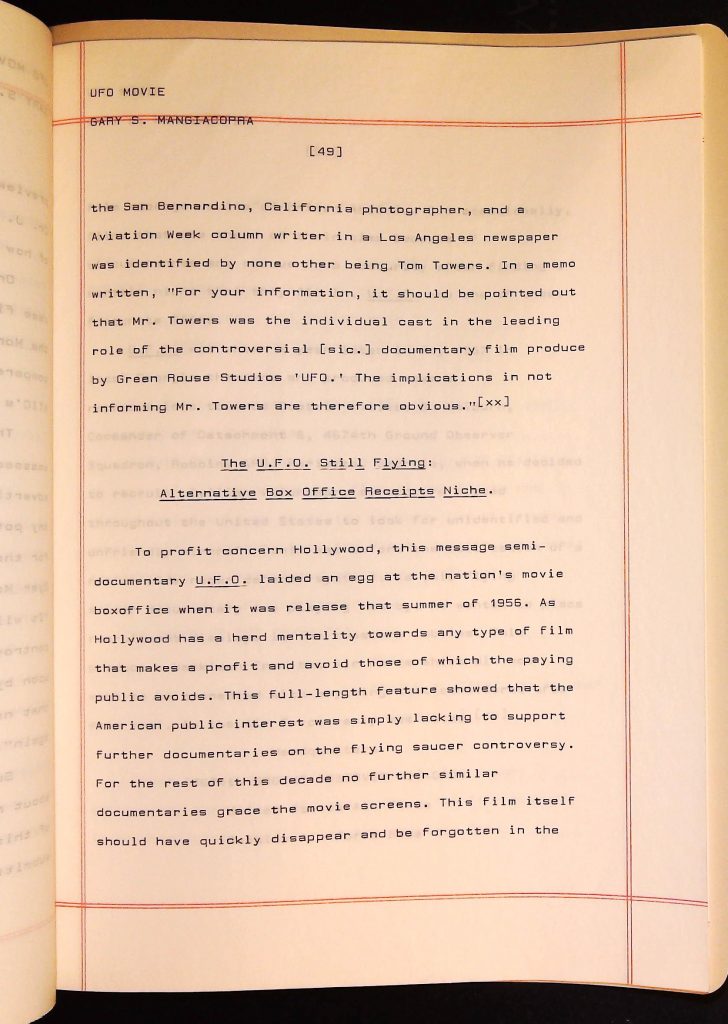 UFO MOVIE
GARY S. MANGIACOPRA
[49]
the San Bernardino, California photographer, and a
Aviation Week column writer in a Los Angeles newspaper
was identified by none other being Tom Towers. In a memo
written, "For your information, it should be pointed out
that Mr. Towers was the individual cast in the leading
role of the controversial [sic.] documentary film produce
by Green Rouse Studios 'UFO.' The implications in not
informing Mr. Towers are therefore obvious."[xx]
The U.F.O. Still Flying:
Alternative Box Office Receipts Niche.
To profit concern Hollywood, this message semi-
documentary U.F.O. laided an egg at the nation's movie
boxoffice when it was release that summer of 1956. As
Hollywood has a herd mentality towards any type of film
that makes a profit and avoid those of which the paying
public avoids. This full-length feature showed that the
American public interest was simply lacking to support
further documentaries on the flying saucer controversy.
For the rest of this decade no further similar
documentaries grace the movie screens. This film itself
should have quickly disappear and be forgotten in the